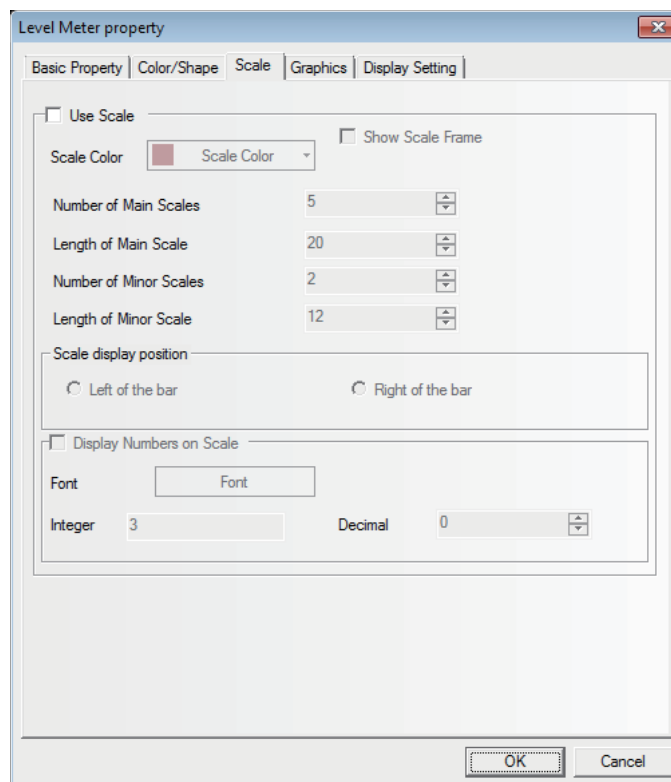 Level Meter property
Basic Property Color/Shape Scale Graphics Display Setting
Use Scale
Show Scale Frame
Scale Color Scale Color
Number of Main Scales 5
Length of Main Scale 20
Number of Minor Scales 2
Length of Minor Scale 12
Scale display position
Left of the bar Right of the bar
Display Numbers on Scale
Font Font
Integer 3 Decimal 0
OK Cancel